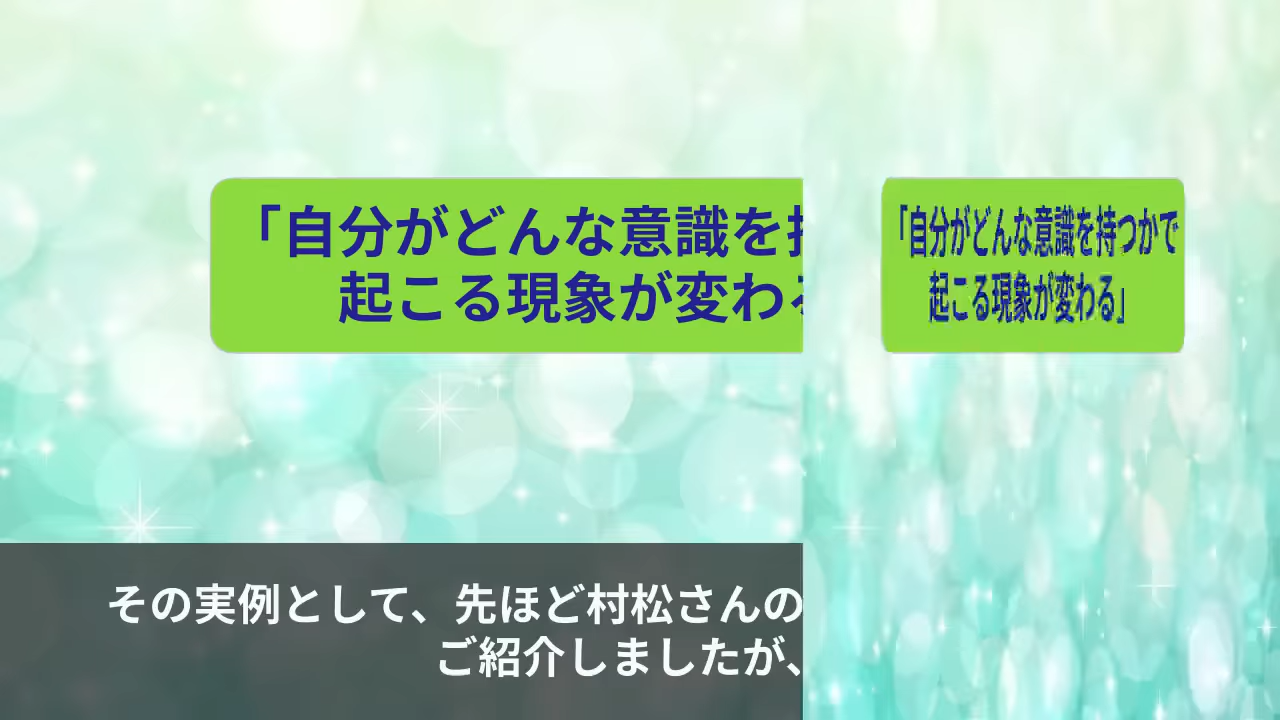 「自分がどんな意識を持
起こる現象が変わる
「自分がどんな意識を持つかで
起こる現象が変わる」
その実例として、先ほど村松さんの
ご紹介しましたが、